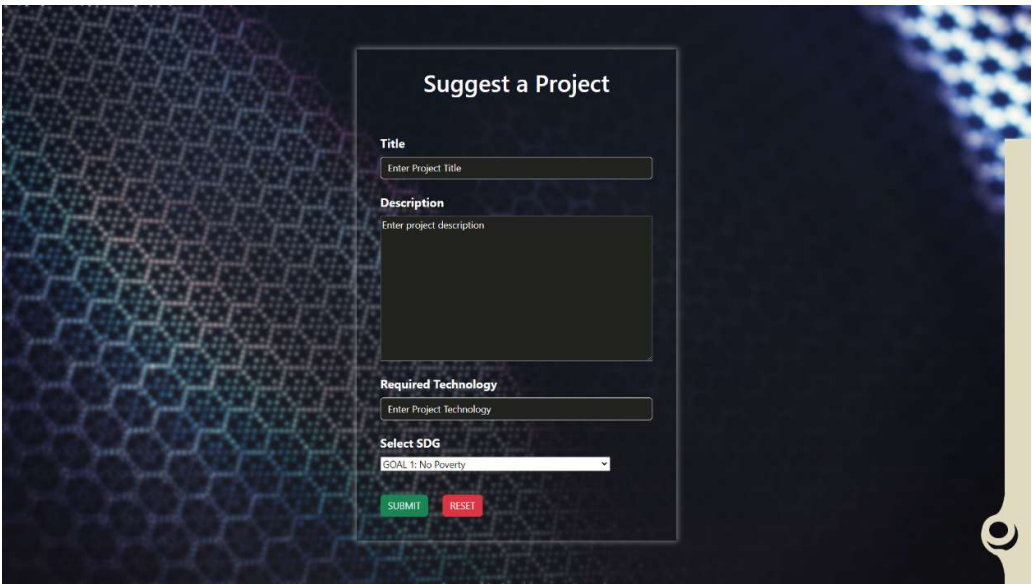 Suggest a Project
Title
Enter Project Title
Description
Enter project description
Required Technology
Enter Project Technology
Select SDG
GOAL 1: No Poverty
SUBMIT RESET